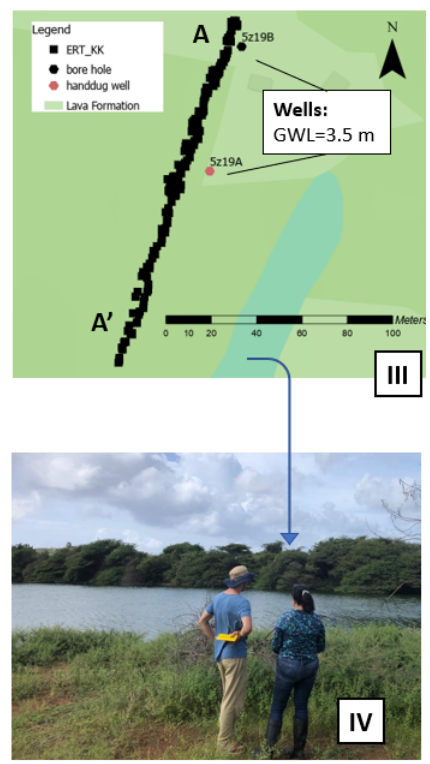 Legend
ERT_KK
bore hole
handdug well
Lava Formation
A
5z19B
N
Wells:
GWL=3.5 m
5z19A
A'
Meters
0 10 20 40 60 80 100
III
IV